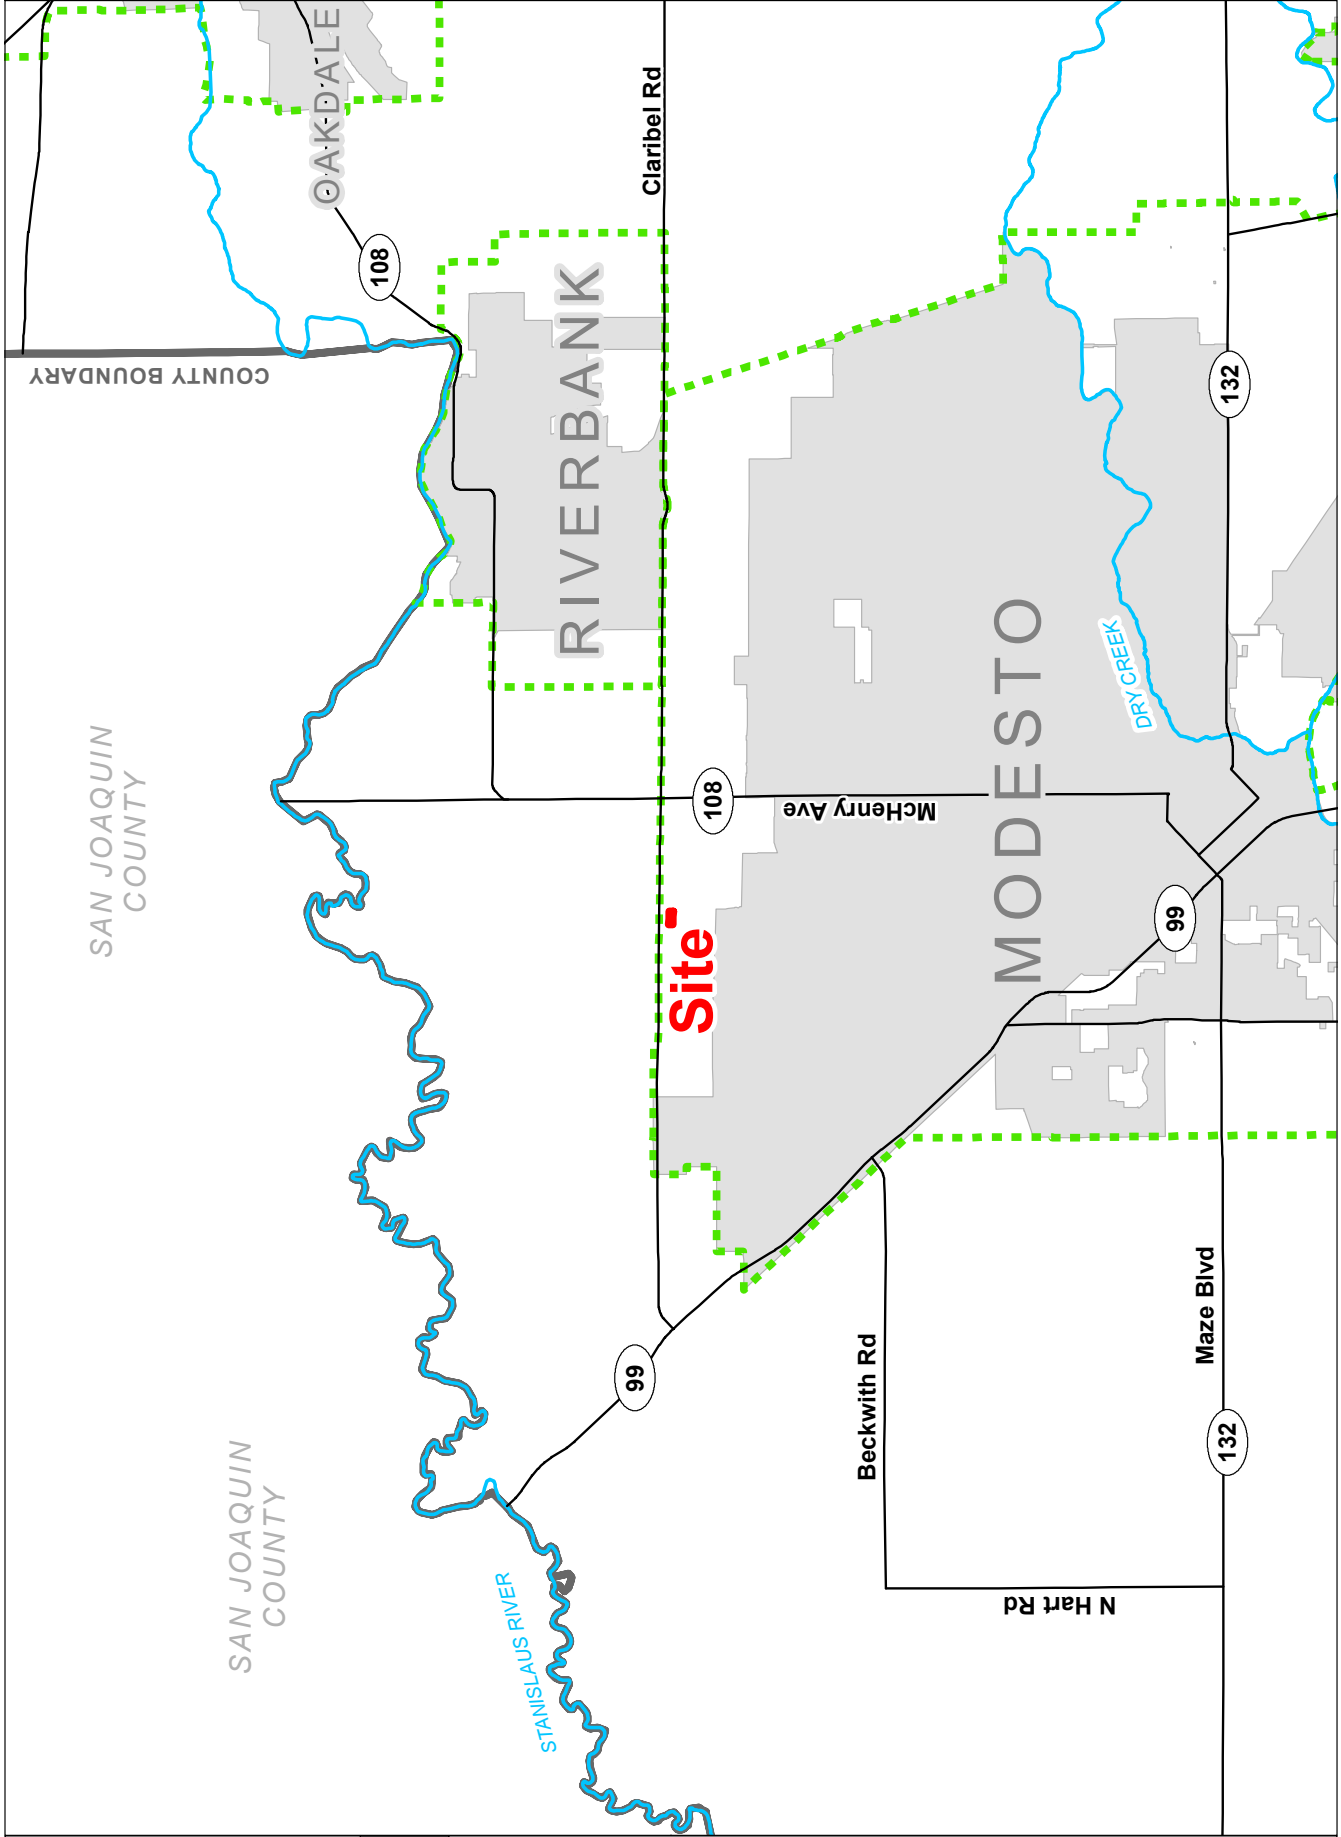 SAN JOAQUIN
COUNTY
SAN JOAQUIN
COUNTY
COUNTY BOUNDARY
OAKDALE
108
STANISLAUS RIVER
RIVERBANK
99
Claribel Rd
Site
108
McHenry Ave
Beckwith Rd
MODESTO
N Hart Rd
DRY CREEK
99
Maze Blvd
132
132